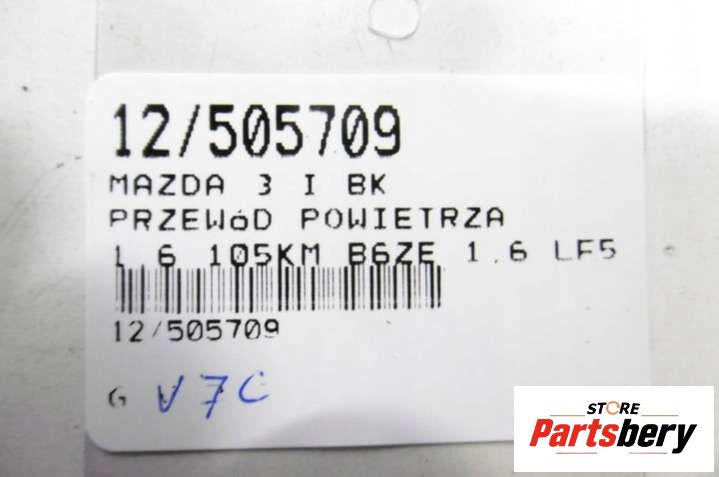 12/505709
MAZDA 3 I BK
PRZEWóD POWIETRZA
1.6 105KM B6ZE 1.6 LF5
12/505709
G V7C
STORE
Partsbery